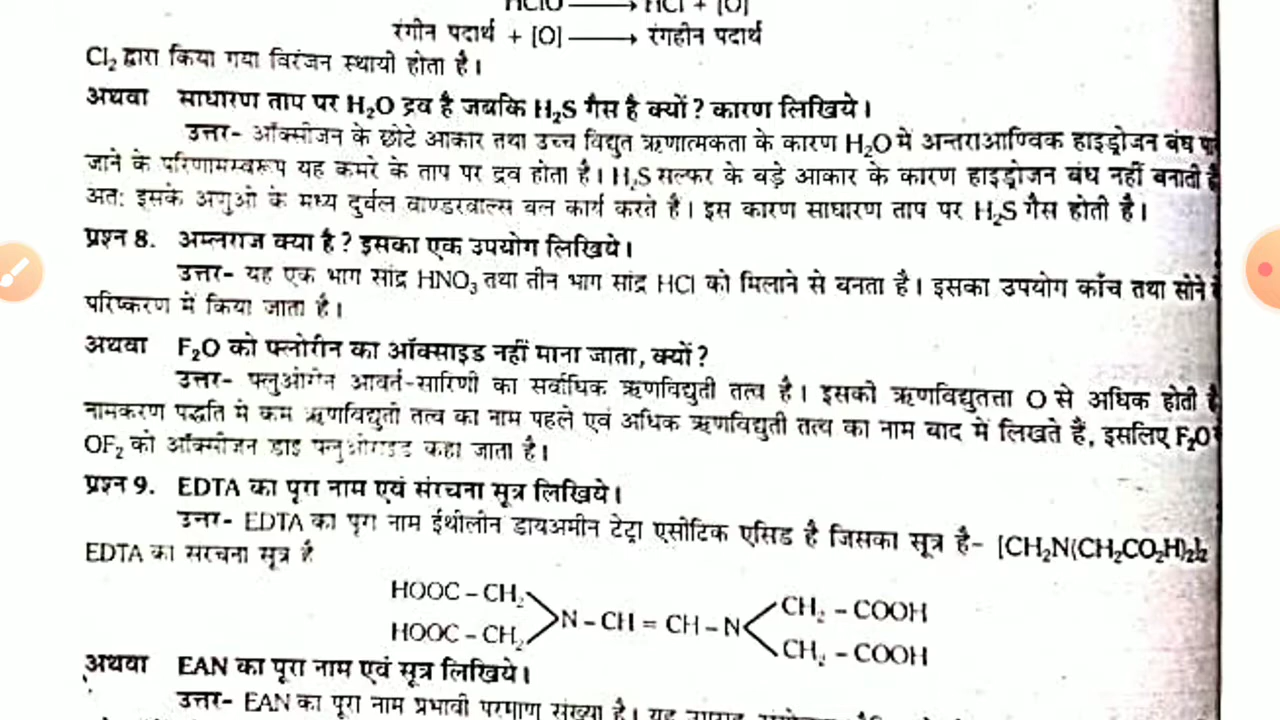 HClO ⟶ HCl + [O]
रंगीन पदार्थ + [O] ⟶ रंगहीन पदार्थ
Cl₂ द्वारा किया गया विरंजन स्थायी होता है।
अथवा साधारण ताप पर H₂O द्रव है जबकि H₂S गैस है क्यों? कारण लिखिये।
उत्तर- ऑक्सीजन के छोटे आकार तथा उच्च विद्युत ऋणात्मकता के कारण H₂O में अन्तराआण्विक हाइड्रोजन बंध
जाने के परिणामस्वरूप यह कमरे के ताप पर द्रव होता है। H₂S सल्फर के बड़े आकार के कारण हाइड्रोजन बंध नहीं बनाती है
अत: इसके अणुओं के मध्य दुर्बल वाण्डरवाल्स बल कार्य करते हैं। इस कारण साधारण ताप पर H₂S गैस होती है।
प्रश्न 8. अम्लराज क्या है? इसका एक उपयोग लिखिये।
उत्तर- यह एक भाग सांद्र HNO₃ तथा तीन भाग सांद्र HCl को मिलाने से बनता है। इसका उपयोग काँच तथा सोने
परिष्करण में किया जाता है।
अथवा F₂O को फ्लोरीन का ऑक्साइड नहीं माना जाता, क्यों?
उत्तर- फ्लुओरीन आवर्त-सारिणी का सर्वाधिक ऋणविद्युती तत्व है। इसकी ऋणविद्युतत्ता O से अधिक होती है
नामकरण पद्धति में कम ऋणविद्युती तत्व का नाम पहले एवं अधिक ऋणविद्युती तत्य का नाम बाद में लिखते हैं, इसलिए F₂O
OF₂ को ऑक्सीजन डाइ फ्लुओराइड कहा जाता है।
प्रश्न 9. EDTA का पूरा नाम एवं संरचना सूत्र लिखिये।
उत्तर- EDTA का पूरा नाम ईथीलीन डायअमीन टेट्रा एसीटिक एसिड है जिसका सूत्र है- [CH₂N(CH₂CO₂H)₂]₂
EDTA का संरचना सूत्र है
HOOC – CH₂ CH₂ – COOH
N – CH = CH – N
HOOC – CH₂ CH₂ – COOH
अथवा EAN का पूरा नाम एवं सूत्र लिखिये।
उत्तर- EAN का पूरा नाम प्रभावी परमाणु संख्या है। यह